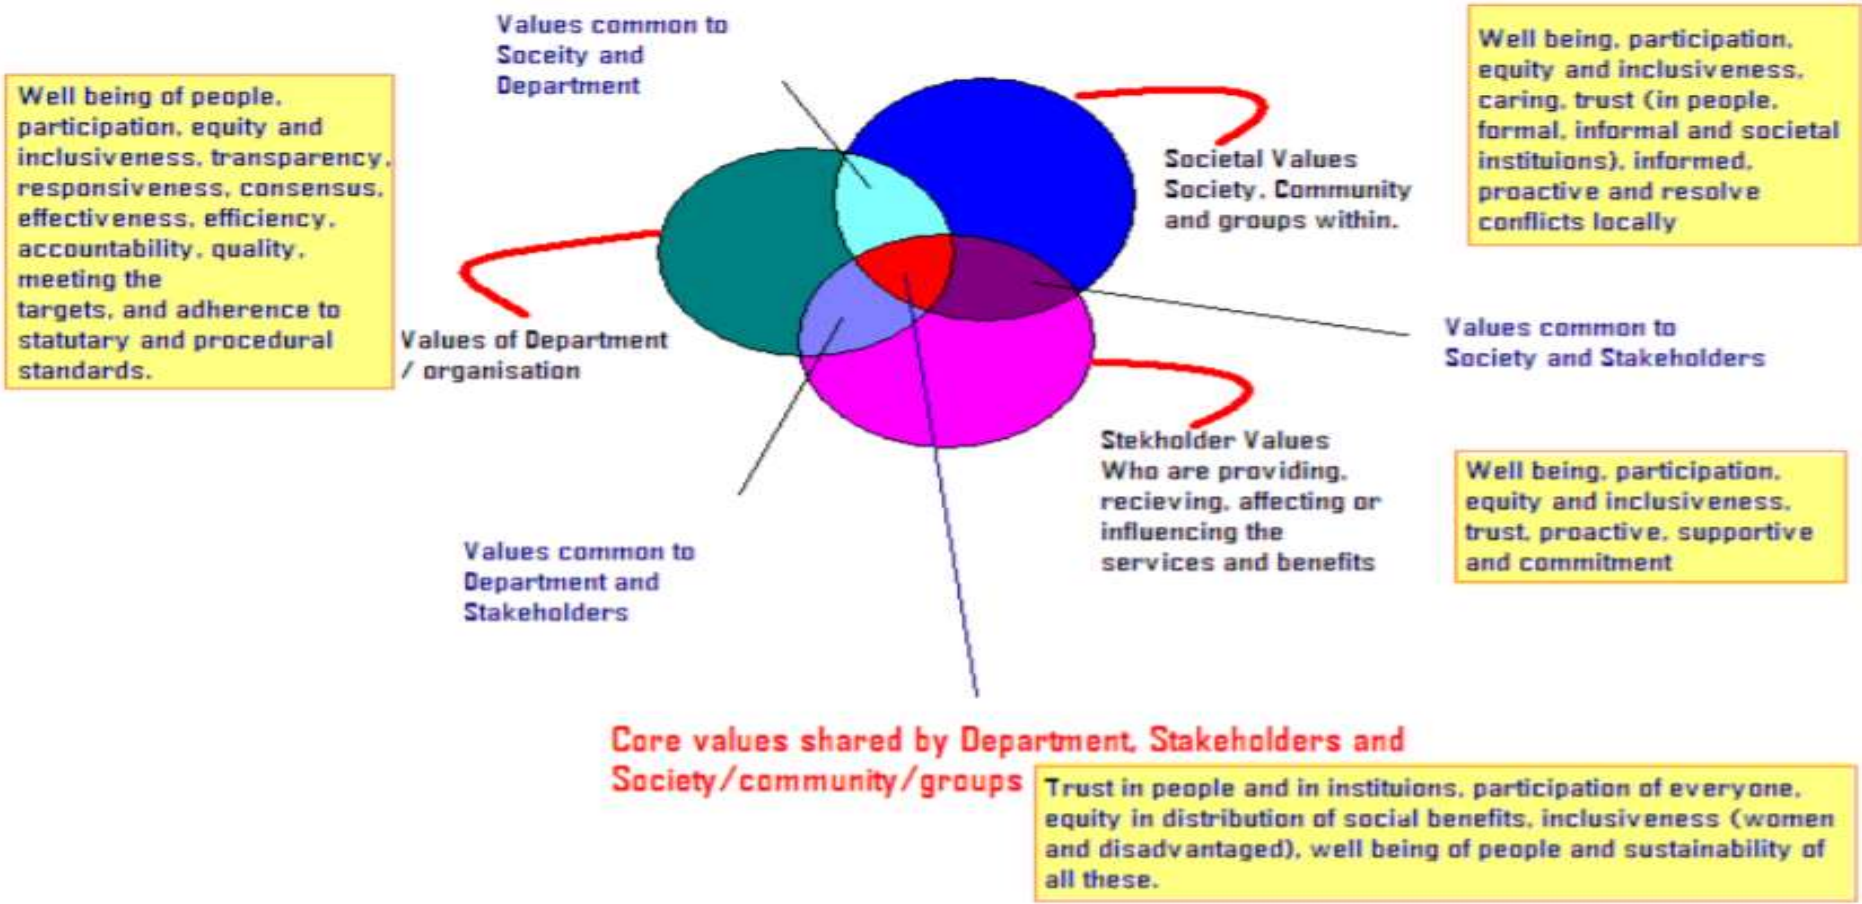 Values common to
Soceity and
Department
Well being, participation,
equity and inclusiveness,
caring, trust (in people,
formal, informal and societal
instituions), informed,
proactive and resolve
conflicts locally
Well being of people,
participation, equity and
inclusiveness, transparency,
responsiveness, consensus,
effectiveness, efficiency,
accountability, quality,
meeting the
targets, and adherence to
statutary and procedural
standards.
Societal Values
Society, Community
and groups within.
Values of Department
/ organisation
Values common to
Society and Stakeholders
Stekholder Values
Who are providing,
recieving, affecting or
influencing the
services and benefits
Well being, participation,
equity and inclusiveness,
trust, proactive, supportive
and commitment
Values common to
Department and
Stakeholders
Core values shared by Department, Stakeholders and
Society/community/groups
Trust in people and in instituions, participation of everyone,
equity in distribution of social benefits, inclusiveness (women
and disadvantaged), well being of people and sustainability of
all these.